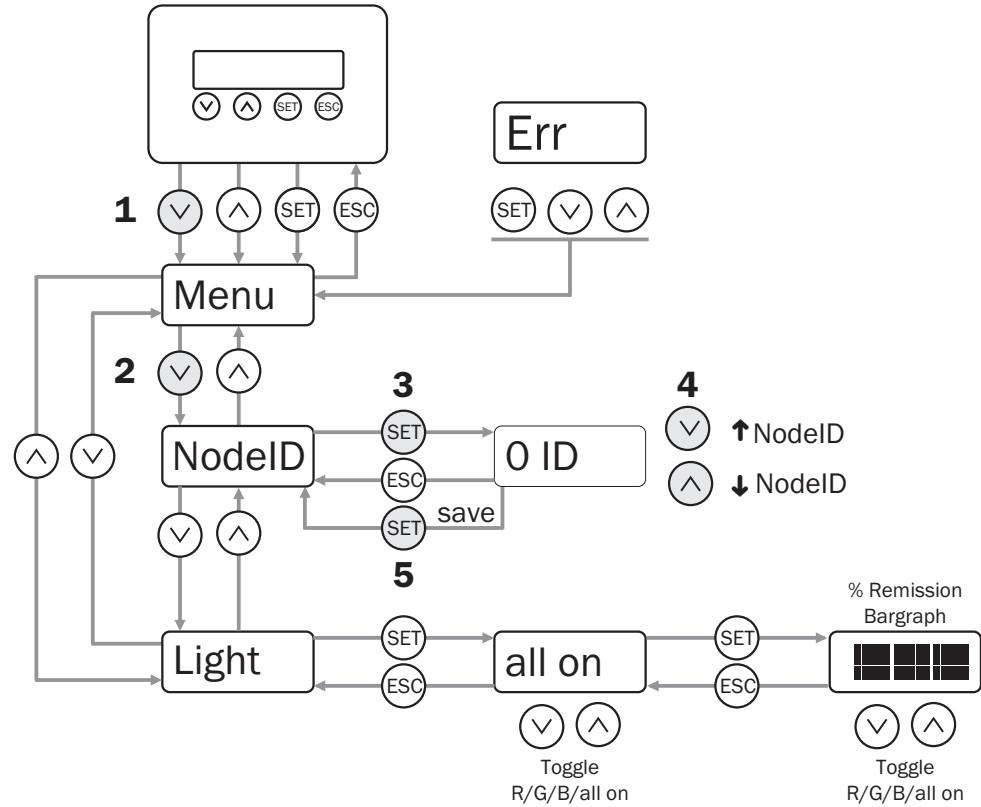 SET ESC
Err
1 SET ESC SET
Menu
2
3 4
SET NodeID
NodeID 0 ID
ESC NodeID
save
SET
5
% Remission
Bargraph
SET SET
Light all on
ESC ESC
Toggle Toggle
R/G/B/all on R/G/B/all on